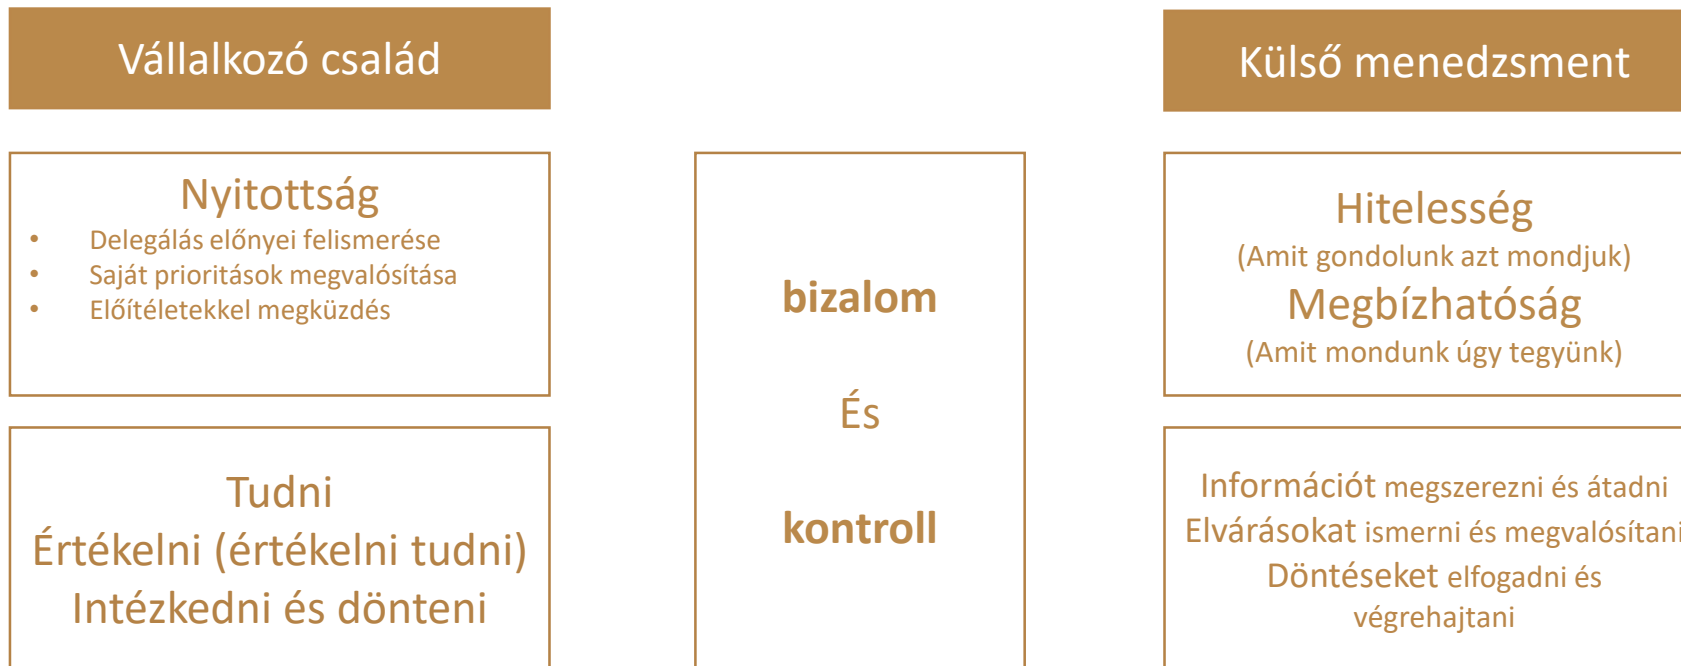 Vállalkozó család
Nyitottság
• Delegálás előnyei felismerése
• Saját prioritások megvalósítása
• Előítéletekkel megküzdés
Tudni
Értékelni (értékelni tudni)
Intézkedni és dönteni
bizalom
És
kontroll
Külső menedzsment
Hitelesség
(Amit gondolunk azt mondjuk)
Megbízhatóság
(Amit mondunk úgy tegyünk)
Információt megszerezni és átadni
Elvárásokat ismerni és megvalósítani
Döntéseket elfogadni és
végrehajtani